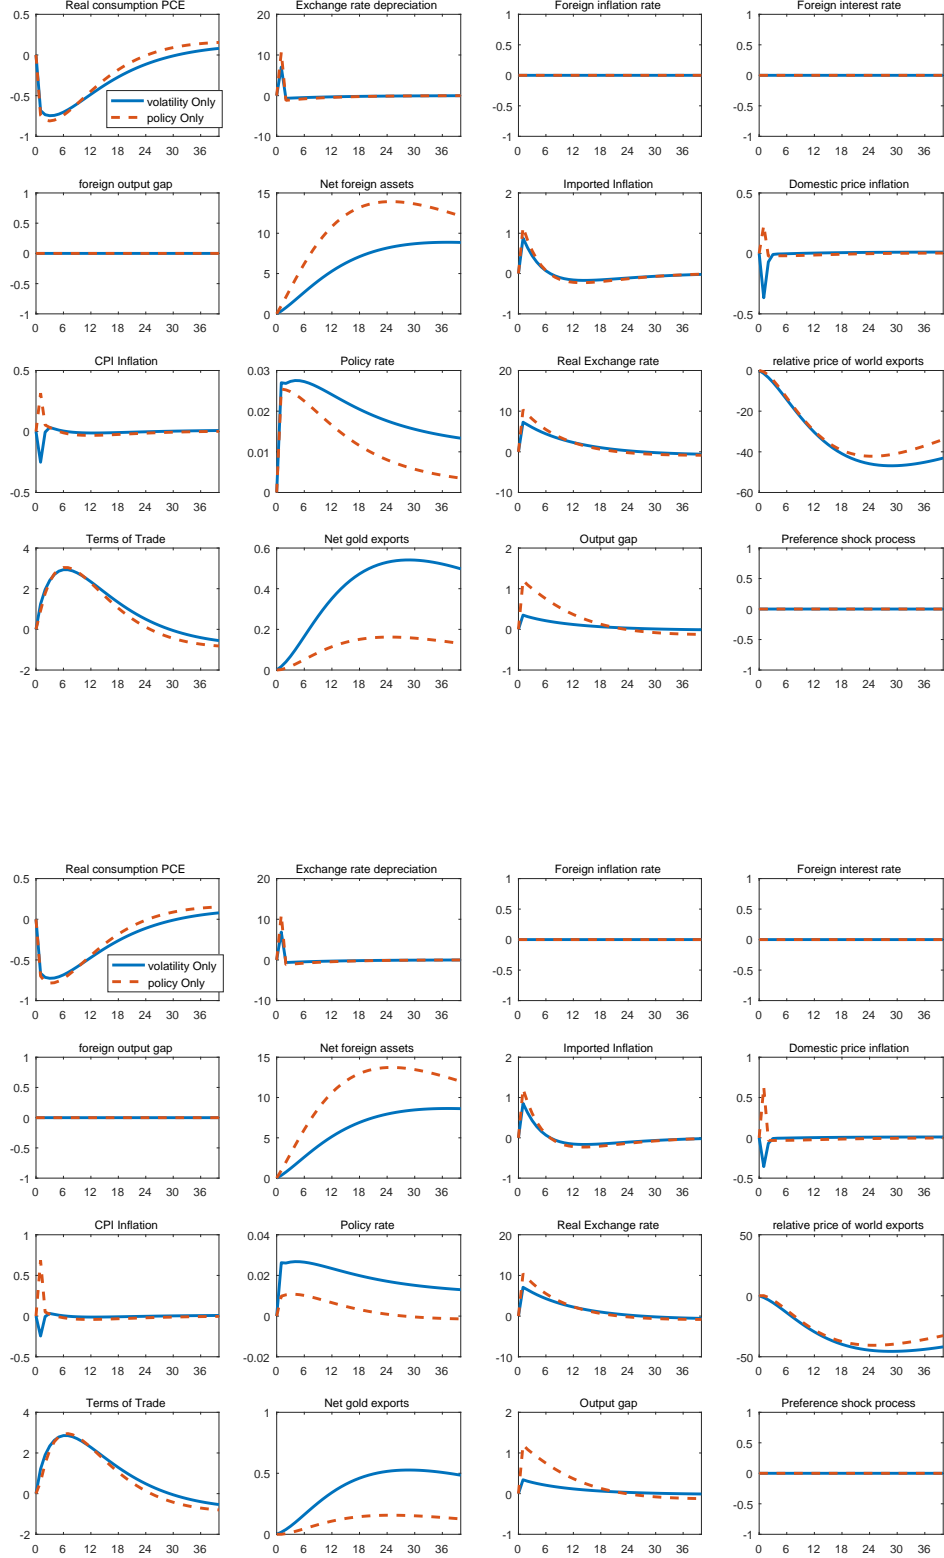 Real consumption PCE
0.5
0
-0.5
-1
volatility Only
policy Only
0 6 12 18 24 30 36
Exchange rate depreciation
20
10
0
-10
0 6 12 18 24 30 36
Foreign inflation rate
1
0.5
0
-0.5
-1
0 6 12 18 24 30 36
Foreign interest rate
1
0.5
0
-0.5
-1
0 6 12 18 24 30 36
foreign output gap
1
0.5
0
-0.5
-1
0 6 12 18 24 30 36
Net foreign assets
15
10
5
0
0 6 12 18 24 30 36
Imported Inflation
2
1
0
-1
0 6 12 18 24 30 36
Domestic price inflation
0.5
0
-0.5
0 6 12 18 24 30 36
CPI Inflation
0.5
0
-0.5
0 6 12 18 24 30 36
Policy rate
0.03
0.02
0.01
0
0 6 12 18 24 30 36
Real Exchange rate
20
10
0
-10
0 6 12 18 24 30 36
relative price of world exports
0
-20
-40
-60
0 6 12 18 24 30 36
Terms of Trade
4
2
0
-2
0 6 12 18 24 30 36
Net gold exports
0.6
0.4
0.2
0
0 6 12 18 24 30 36
Output gap
2
1
0
-1
0 6 12 18 24 30 36
Preference shock process
1
0.5
0
-0.5
-1
0 6 12 18 24 30 36
Real consumption PCE
0.5
0
-0.5
-1
volatility Only
policy Only
0 6 12 18 24 30 36
Exchange rate depreciation
20
10
0
-10
0 6 12 18 24 30 36
Foreign inflation rate
1
0.5
0
-0.5
-1
0 6 12 18 24 30 36
Foreign interest rate
1
0.5
0
-0.5
-1
0 6 12 18 24 30 36
foreign output gap
1
0.5
0
-0.5
-1
0 6 12 18 24 30 36
Net foreign assets
15
10
5
0
0 6 12 18 24 30 36
Imported Inflation
2
1
0
-1
0 6 12 18 24 30 36
Domestic price inflation
1
0.5
0
-0.5
0 6 12 18 24 30 36
CPI Inflation
1
0.5
0
-0.5
0 6 12 18 24 30 36
Policy rate
0.04
0.02
0
-0.02
0 6 12 18 24 30 36
Real Exchange rate
20
10
0
-10
0 6 12 18 24 30 36
relative price of world exports
50
0
-50
0 6 12 18 24 30 36
Terms of Trade
4
2
0
-2
0 6 12 18 24 30 36
Net gold exports
1
0.5
0
0 6 12 18 24 30 36
Output gap
2
1
0
-1
0 6 12 18 24 30 36
Preference shock process
1
0.5
0
-0.5
-1
0 6 12 18 24 30 36